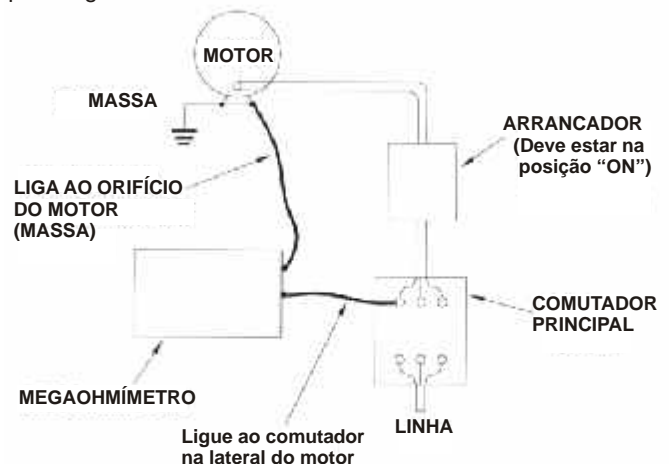 MOTOR
MASSA
ARRANCADOR
(Deve estar na
posição “ON”)
LIGA AO ORIFÍCIO
DO MOTOR
(MASSA)
COMUTADOR
PRINCIPAL
MEGAOHMÍMETRO
LINHA
Ligue ao comutador
na lateral do motor